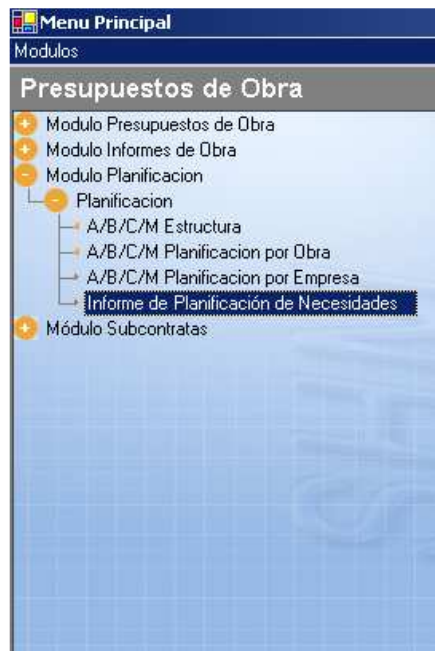 Menu Principal
Modulos
Presupuestos de Obra
Modulo Presupuestos de Obra
Modulo Informes de Obra
Modulo Planificacion
Planificacion
A/B/C/M Estructura
A/B/C/M Planificacion por Obra
A/B/C/M Planificacion por Empresa
Informe de Planificación de Necesidades
Módulo Subcontratas